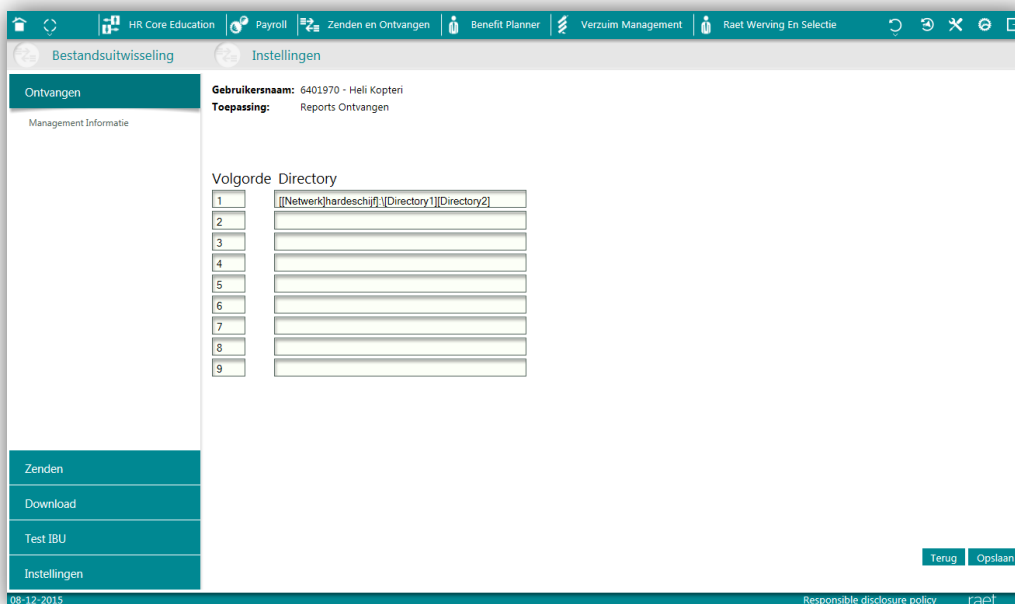 HR Core Education Payroll Zenden en Ontvangen Benefit Planner Verzuim Management Raet Werving En Selectie
Bestandsuitwisseling Instellingen
Ontvangen
Management Informatie
Zenden
Download
Test IBU
Instellingen
Gebruikersnaam: 6401970 - Heli Kopteri
Toepassing: Reports Ontvangen
Volgorde Directory
1 [[Netwerk]hardeschijf]:\[Directory1][Directory2]
2
3
4
5
6
7
8
9
Terug Opslaan
08-12-2015 Responsible disclosure policy raet